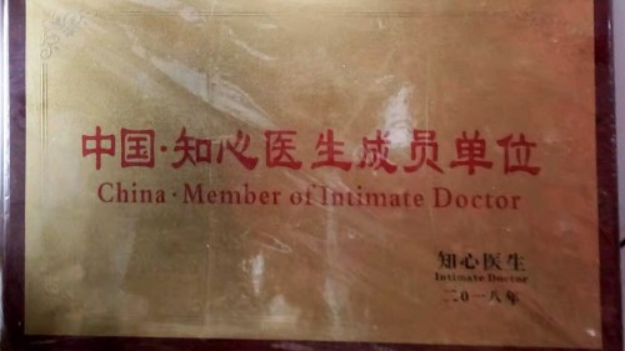 中国·知心医生成员单位
China·Member of Intimate Doctor
知心医生
Intimate Doctor
二0一八年